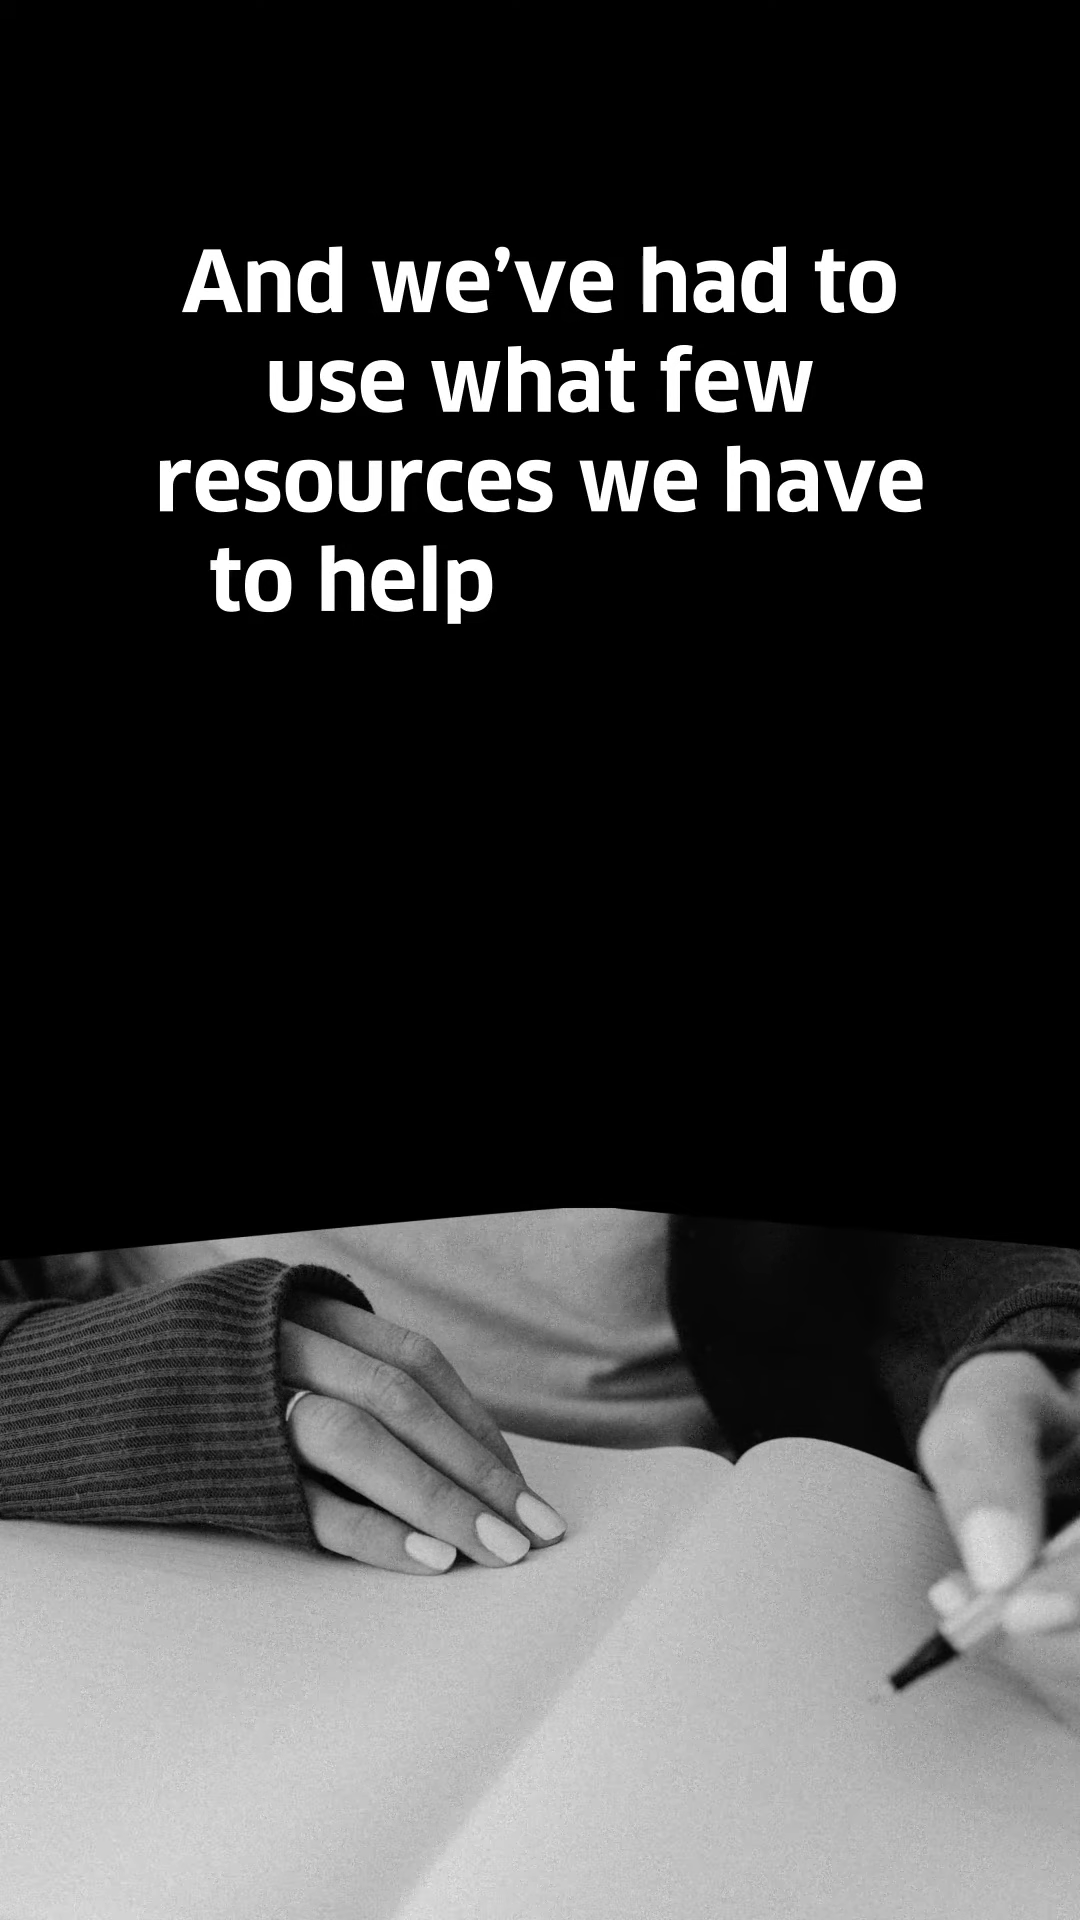 And we’ve had to
use what few
resources we have
to help